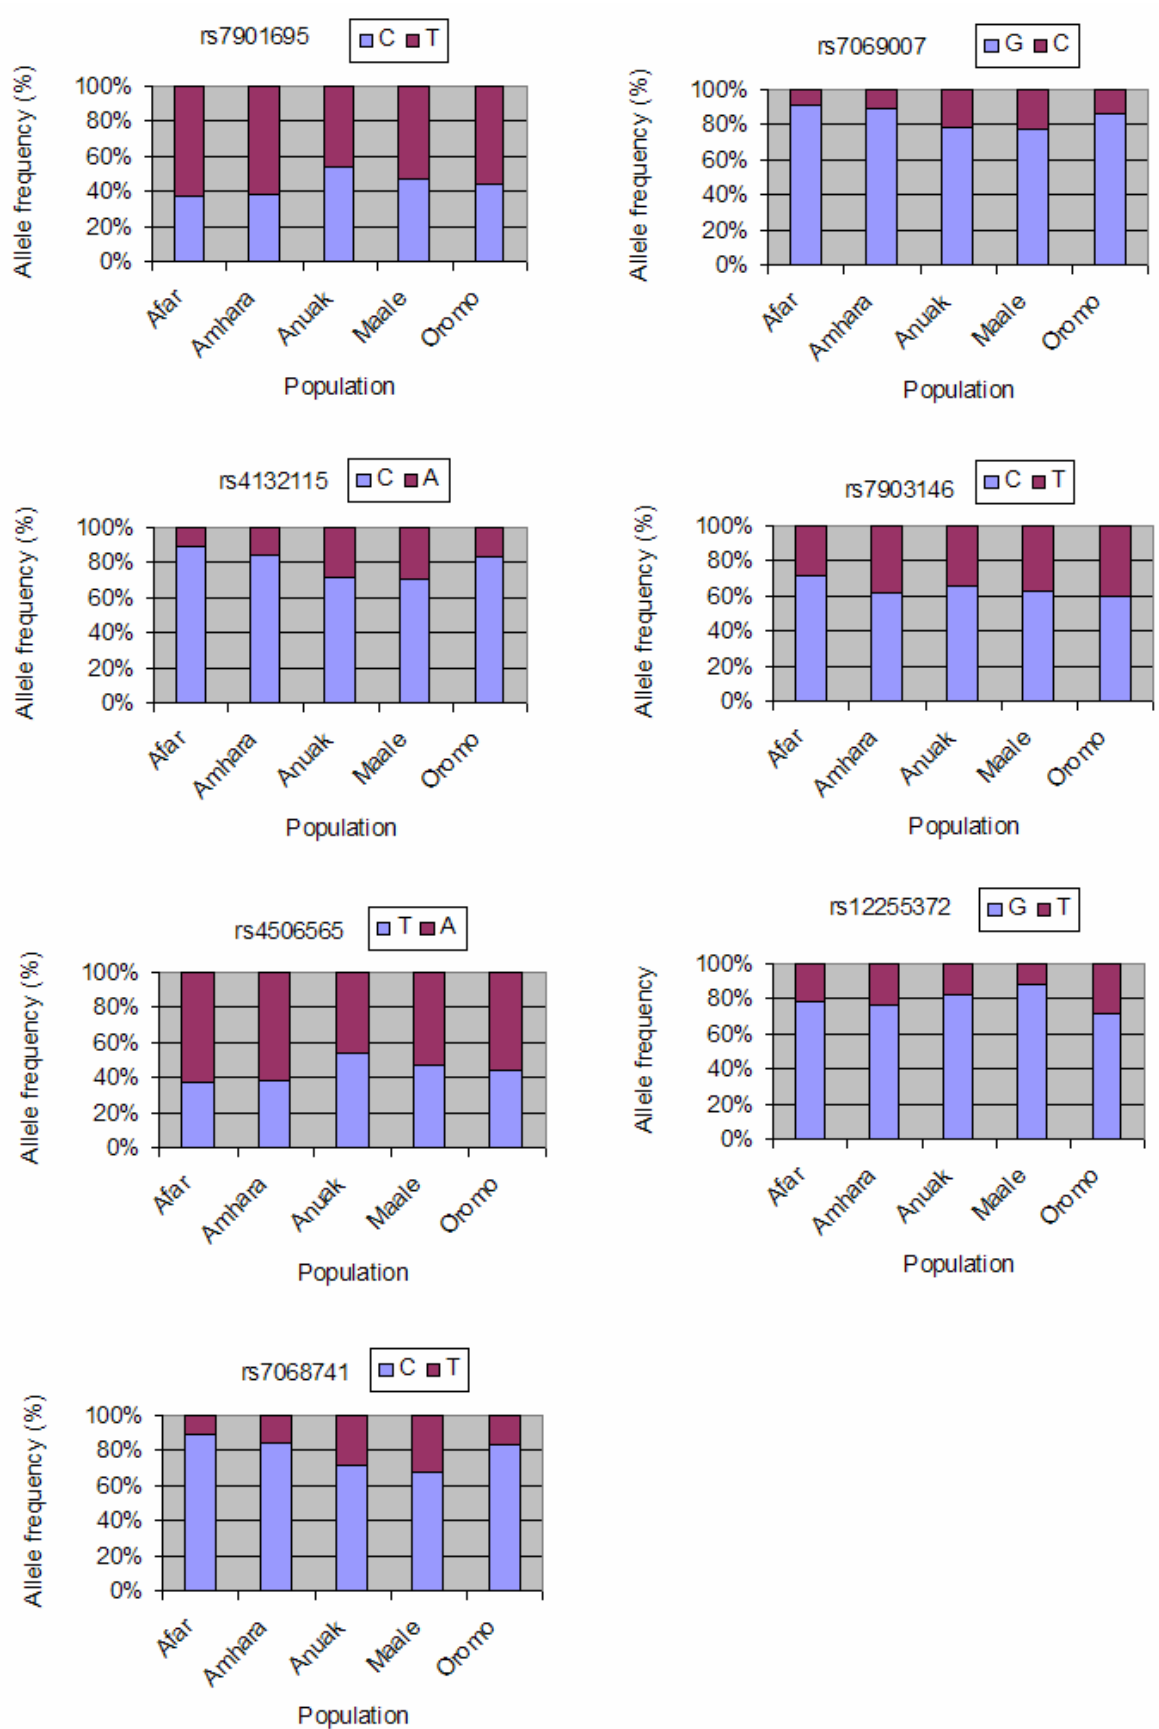 rs7901695 C T
Allele frequency (%)
100%
80%
60%
40%
20%
0%
Afar
Amhara
Anuak
Maale
Oromo
Population
rs7069007 G C
Allele frequency (%)
100%
80%
60%
40%
20%
0%
Afar
Amhara
Anuak
Maale
Oromo
Population
rs4132115 C A
Allele frequency (%)
100%
80%
60%
40%
20%
0%
Afar
Amhara
Anuak
Maale
Oromo
Population
rs7903146 C T
Allele frequency (%)
100%
80%
60%
40%
20%
0%
Afar
Amhara
Anuak
Maale
Oromo
Population
rs4506565 T A
Allele frequency (%)
100%
80%
60%
40%
20%
0%
Afar
Amhara
Anuak
Maale
Oromo
Population
rs12255372 G T
Allele frequency
100%
80%
60%
40%
20%
0%
Afar
Amhara
Anuak
Maale
Oromo
Population
rs7068741 C T
Allele frequency (%)
100%
80%
60%
40%
20%
0%
Afar
Amhara
Anuak
Maale
Oromo
Population